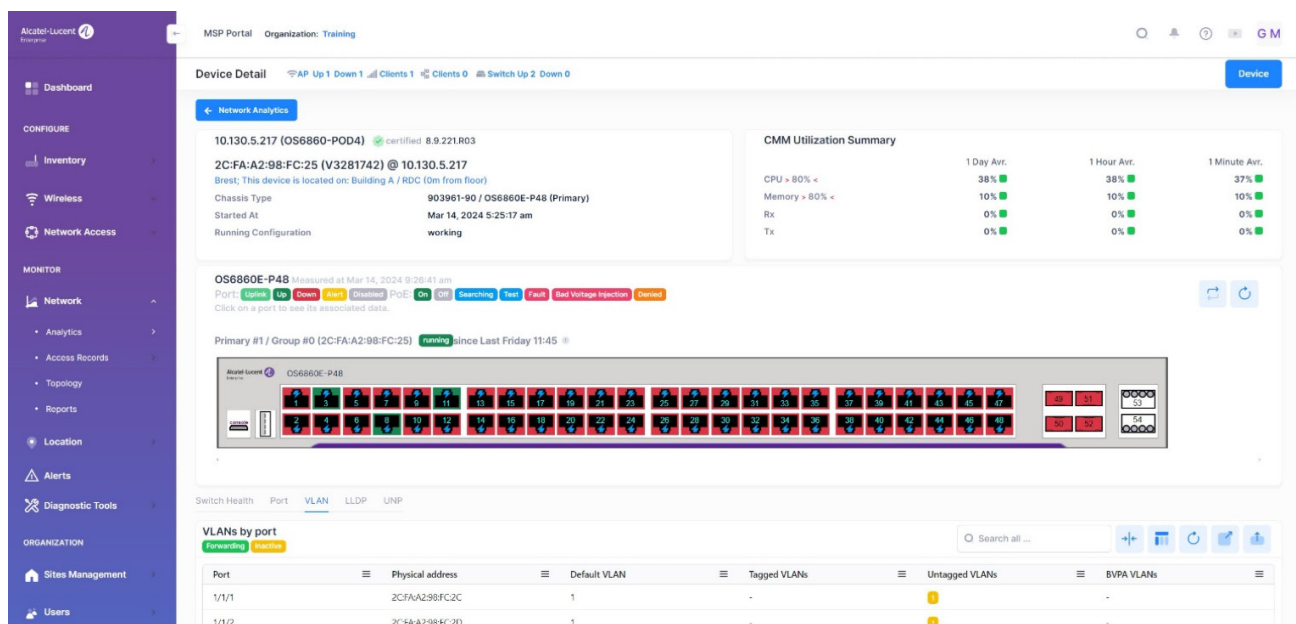 Alcatel-Lucent
Enterprise
MSP Portal Organization: Training
G M
Device Detail AP Up 1 Down 1 Clients 1 Clients 0 Switch Up 2 Down 0
Device
Dashboard
CONFIGURE
Inventory
Wireless
Network Access
MONITOR
Network
• Analytics
• Access Records
• Topology
• Reports
Location
Alerts
Diagnostic Tools
ORGANIZATION
Sites Management
Users
← Network Analytics
10.130.5.217 (OS6860-POD4) certified 8.9.221.R03
2C:FA:A2:98:FC:25 (V3281742) @ 10.130.5.217
Brest; This device is located on: Building A / RDC (0m from floor)
Chassis Type 903961-90 / OS6860E-P48 (Primary)
Started At Mar 14, 2024 5:25:17 am
Running Configuration working
CMM Utilization Summary
1 Day Avr. 1 Hour Avr. 1 Minute Avr.
CPU > 80% < 38% 38% 37%
Memory > 80% < 10% 10% 10%
Rx 0% 0% 0%
Tx 0% 0% 0%
OS6860E-P48 Measured at Mar 14, 2024 9:26:41 am
Port: Uplink Up Down Alert Disabled PoE: On Off Searching Test Fault Bad Voltage Injection Denied
Click on a port to see its associated data.
Primary #1 / Group #0 (2C:FA:A2:98:FC:25) running since Last Friday 11:45
Alcatel-Lucent
Enterprise
OS6860E-P48
1 3 5 7 9 11 13 15 17 19 21 23 25 27 29 31 33 35 37 39 41 43 45 47 49 51 53
2 4 6 8 10 12 14 16 18 20 22 24 26 28 30 32 34 36 38 40 42 44 46 48 50 52 54
Switch Health Port VLAN LLDP UNP
VLANs by port
Forwarding Inactive
Search all ...
Port Physical address Default VLAN Tagged VLANs Untagged VLANs BVPA VLANs
1/1/1 2C:FA:A2:98:FC:2C 1 - 1 -
1/1/2 2C:FA:A2:98:FC:2D 1 - 1 -